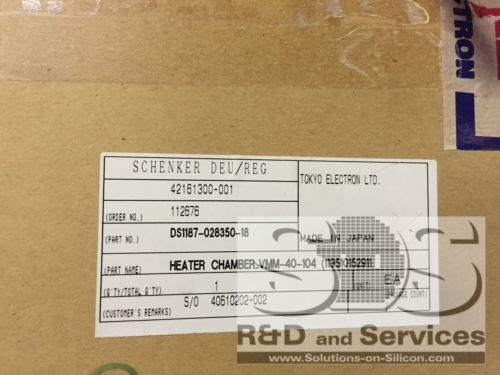 CTRON
SCHENKER DEU/REG
TOKYO ELECTRON LTD.
42161300-001
(ORDER NO.) 112676
(PART NO.) DS1187-028350-18
MADE IN JAPAN
(PART NAME) HEATER CHAMBER:VMM-40-104
(Q'TY/TOTAL Q'TY) 1 EA
S/O 40610202-002
(CUSTOMER'S REMARKS)
R&D and Services
www.Solutions-on-Silicon.com